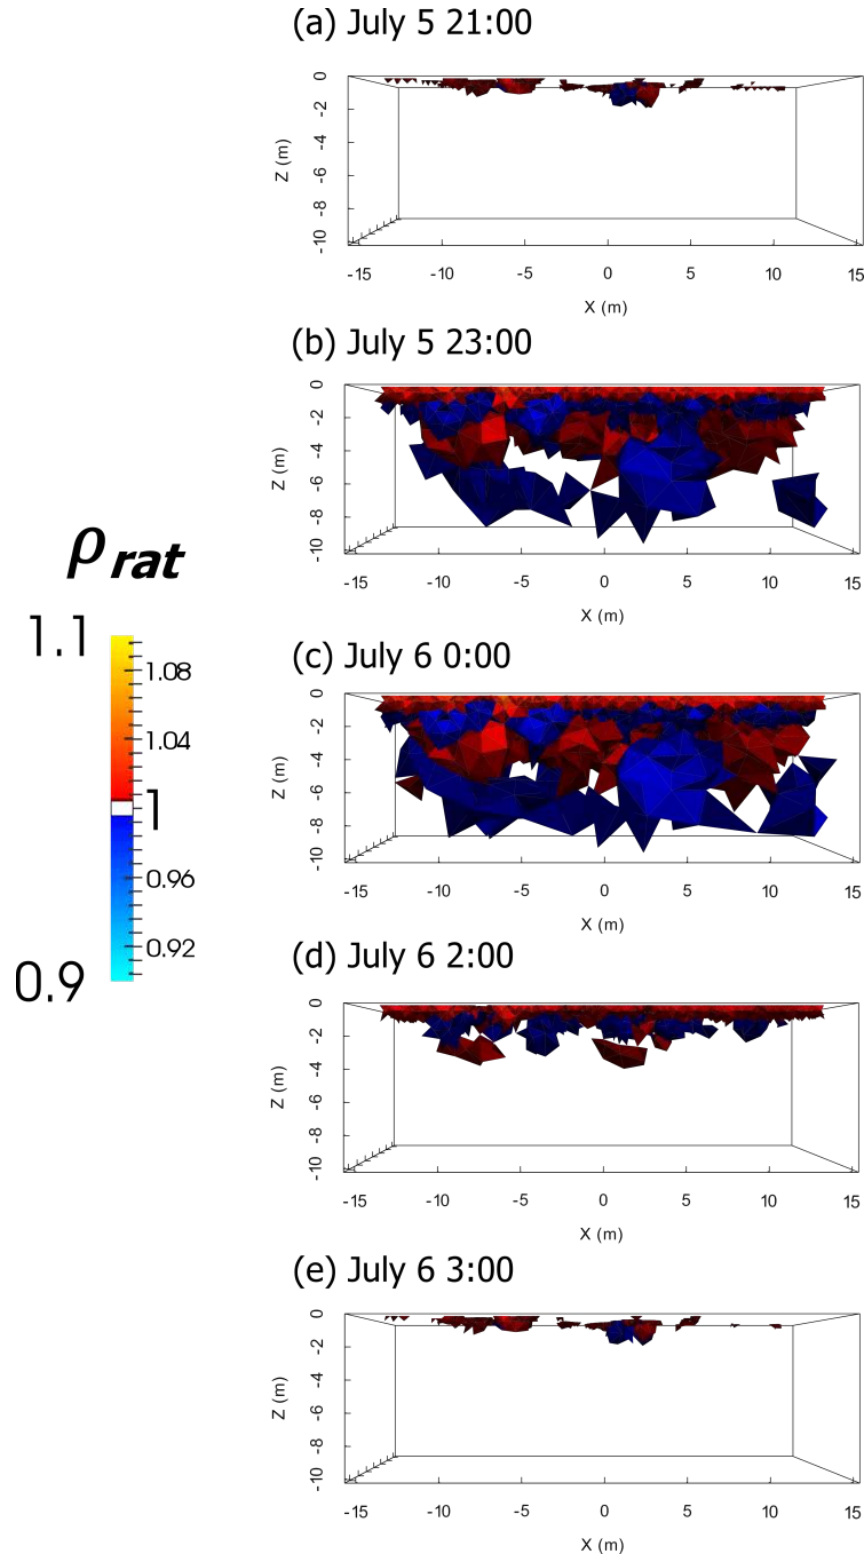 (a) July 5 21:00
0
-2
-4
-6
-8
-10
Z (m)
-15 -10 -5 0 5 10 15
X (m)
(b) July 5 23:00
0
-2
-4
-6
-8
-10
Z (m)
-15 -10 -5 0 5 10 15
X (m)
ρrat
1.1
1.08
1.04
1
0.96
0.92
0.9
(c) July 6 0:00
0
-2
-4
-6
-8
-10
Z (m)
-15 -10 -5 0 5 10 15
X (m)
(d) July 6 2:00
0
-2
-4
-6
-8
-10
Z (m)
-15 -10 -5 0 5 10 15
X (m)
(e) July 6 3:00
0
-2
-4
-6
-8
-10
Z (m)
-15 -10 -5 0 5 10 15
X (m)